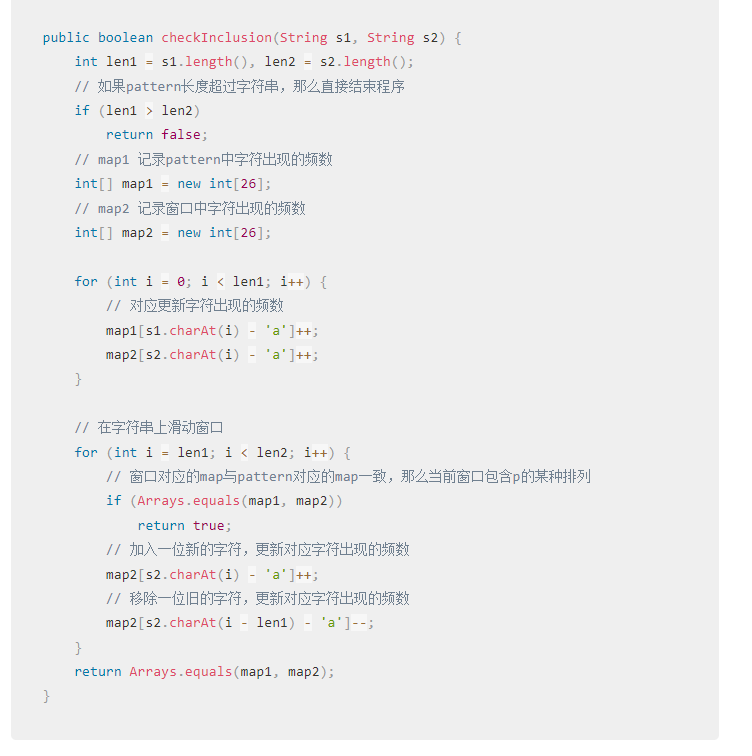 public boolean checkInclusion(String s1, String s2) {
    int len1 = s1.length(), len2 = s2.length();
    // 如果pattern长度超过字符串，那么直接结束程序
    if (len1 > len2)
        return false;
    // map1 记录pattern中字符出现的频数
    int[] map1 = new int[26];
    // map2 记录窗口中字符出现的频数
    int[] map2 = new int[26];

    for (int i = 0; i < len1; i++) {
        // 对应更新字符出现的频数
        map1[s1.charAt(i) - 'a']++;
        map2[s2.charAt(i) - 'a']++;
    }

    // 在字符串上滑动窗口
    for (int i = len1; i < len2; i++) {
        // 窗口对应的map与pattern对应的map一致，那么当前窗口包含p的某种排列
        if (Arrays.equals(map1, map2))
            return true;
        // 加入一位新的字符，更新对应字符出现的频数
        map2[s2.charAt(i) - 'a']++;
        // 移除一位旧的字符，更新对应字符出现的频数
        map2[s2.charAt(i - len1) - 'a']--;
    }
    return Arrays.equals(map1, map2);
}